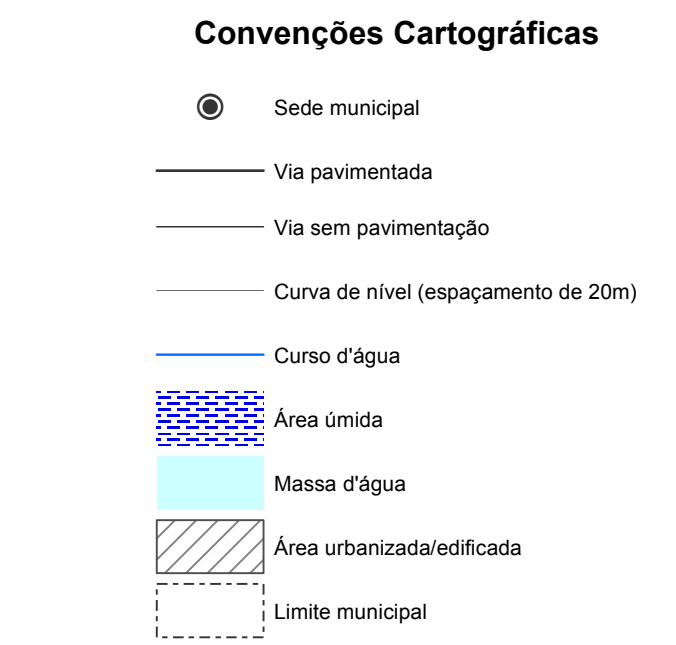 Convenções Cartográficas
Sede municipal
Via pavimentada
Via sem pavimentação
Curva de nível (espaçamento de 20m)
Curso d'água
Área úmida
Massa d'água
Área urbanizada/edificada
Limite municipal